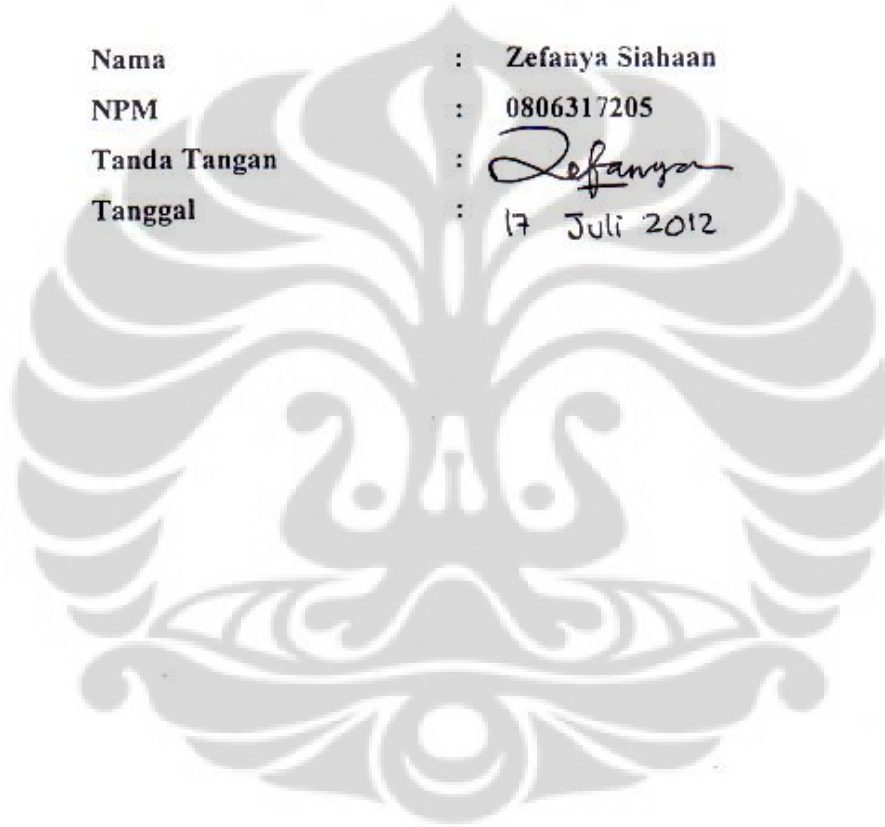 Nama : Zefanya Siahaan
NPM : 0806317205
Tanda Tangan : Zefanya
Tanggal : 17 Juli 2012